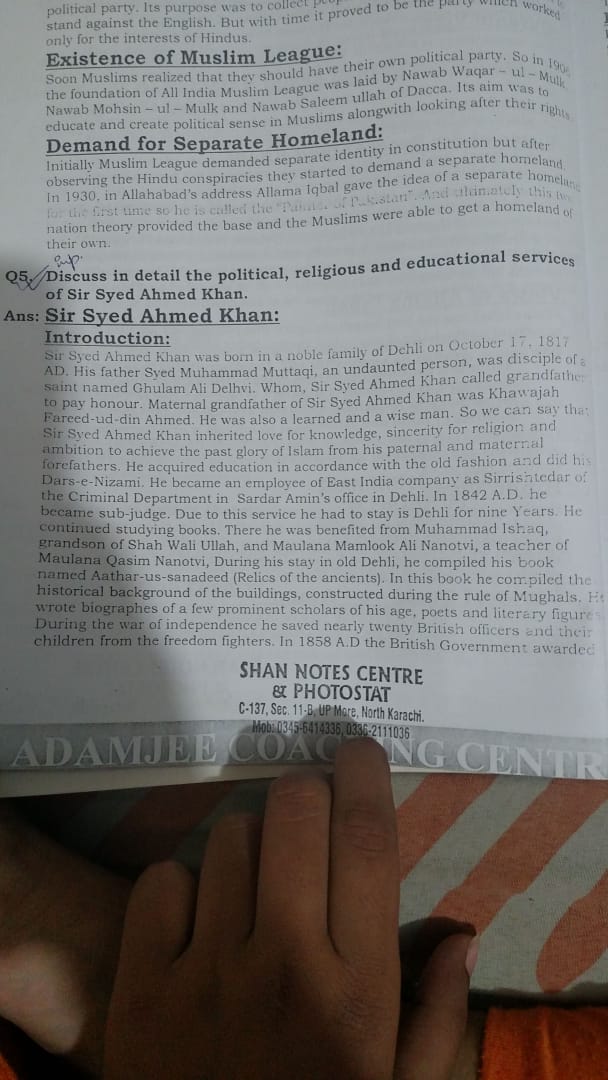 political party. Its purpose was to collect
stand against the English. But with time it proved to be the party which worked
only for the interests of Hindus.
Existence of Muslim League:
Soon Muslims realized that they should have their own political party. So in 1906
the foundation of All India Muslim League was laid by Nawab Waqar – ul – Mulk
Nawab Mohsin – ul – Mulk and Nawab Saleem ullah of Dacca. Its aim was to
educate and create political sense in Muslims alongwith looking after their rights
Demand for Separate Homeland:
Initially Muslim League demanded separate identity in constitution but after
observing the Hindu conspiracies they started to demand a separate homeland.
In 1930, in Allahabad's address Allama Iqbal gave the idea of a separate homeland
for the first time so he is called the "Painter of Pakistan". And ultimately this
nation theory provided the base and the Muslims were able to get a homeland of
their own.
imp.
Q5. Discuss in detail the political, religious and educational services
of Sir Syed Ahmed Khan.
Ans: Sir Syed Ahmed Khan:
Introduction:
Sir Syed Ahmed Khan was born in a noble family of Dehli on October 17, 1817
AD. His father Syed Muhammad Muttaqi, an undaunted person, was disciple of a
saint named Ghulam Ali Delhvi. Whom, Sir Syed Ahmed Khan called grandfather
to pay honour. Maternal grandfather of Sir Syed Ahmed Khan was Khawajah
Fareed-ud-din Ahmed. He was also a learned and a wise man. So we can say that
Sir Syed Ahmed Khan inherited love for knowledge, sincerity for religion and
ambition to achieve the past glory of Islam from his paternal and maternal
forefathers. He acquired education in accordance with the old fashion and did his
Dars-e-Nizami. He became an employee of East India company as Sirrishtedar of
the Criminal Department in Sardar Amin's office in Dehli. In 1842 A.D. he
became sub-judge. Due to this service he had to stay is Dehli for nine Years. He
continued studying books. There he was benefited from Muhammad Ishaq,
grandson of Shah Wali Ullah, and Maulana Mamlook Ali Nanotvi, a teacher of
Maulana Qasim Nanotvi, During his stay in old Dehli, he compiled his book
named Aathar-us-sanadeed (Relics of the ancients). In this book he compiled the
historical background of the buildings, constructed during the rule of Mughals. He
wrote biographes of a few prominent scholars of his age, poets and literary figures
During the war of independence he saved nearly twenty British officers and their
children from the freedom fighters. In 1858 A.D the British Government awarded
SHAN NOTES CENTRE
& PHOTOSTAT
C-137, Sec. 11-B, UP More, North Karachi.
Mob: 0345-6414336, 0336-2111036
ADAMJEE COACHING CENTR